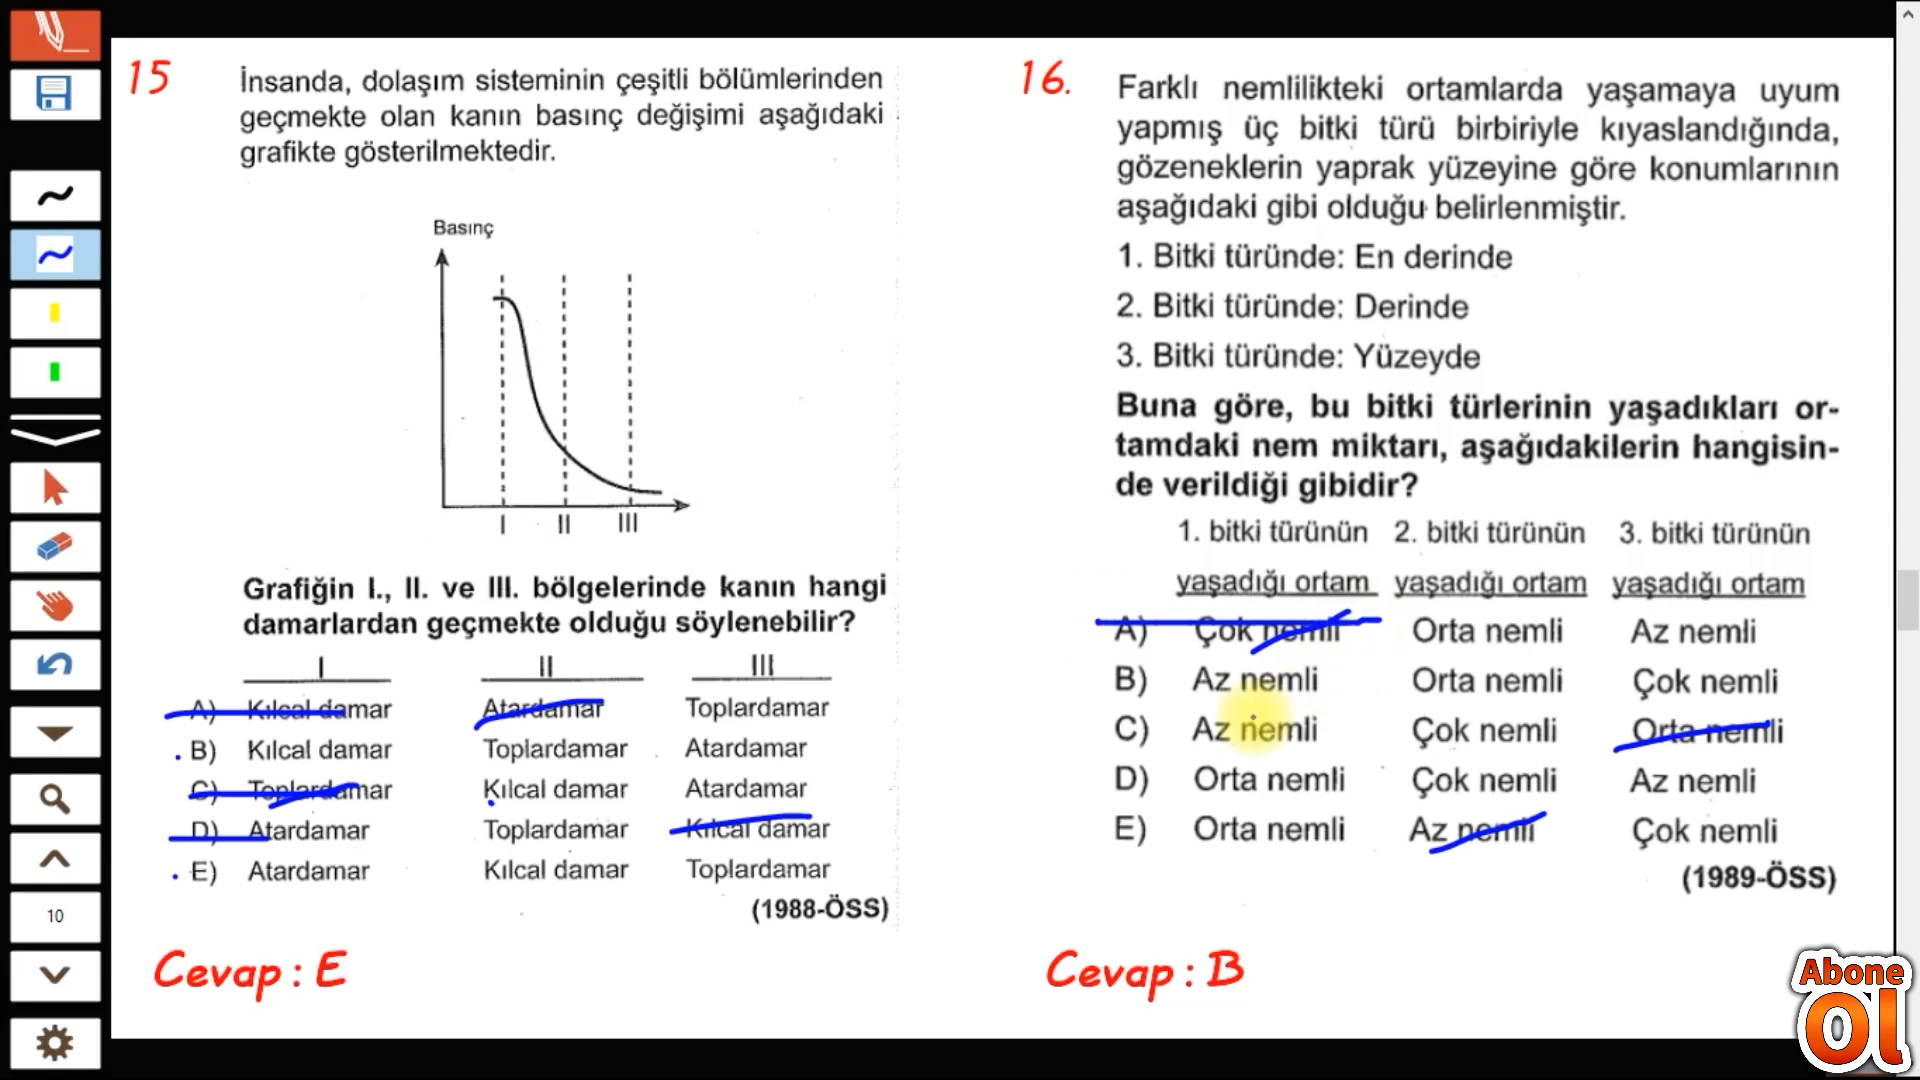 15
İnsanda, dolaşım sisteminin çeşitli bölümlerinden
geçmekte olan kanın basınç değişimi aşağıdaki
grafikte gösterilmektedir.
Basınç
I II III
Grafiğin I., II. ve III. bölgelerinde kanın hangi
damarlardan geçmekte olduğu söylenebilir?
I II III
A) Kılcal damar Atardamar Toplardamar
B) Kılcal damar Toplardamar Atardamar
C) Toplardamar Kılcal damar Atardamar
D) Atardamar Toplardamar Kılcal damar
E) Atardamar Kılcal damar Toplardamar
(1988-ÖSS)
Cevap : E
16.
Farklı nemlilikteki ortamlarda yaşamaya uyum
yapmış üç bitki türü birbiriyle kıyaslandığında,
gözeneklerin yaprak yüzeyine göre konumlarının
aşağıdaki gibi olduğu belirlenmiştir.
1. Bitki türünde: En derinde
2. Bitki türünde: Derinde
3. Bitki türünde: Yüzeyde
Buna göre, bu bitki türlerinin yaşadıkları or-
tamdaki nem miktarı, aşağıdakilerin hangisin-
de verildiği gibidir?
1. bitki türünün 2. bitki türünün 3. bitki türünün
yaşadığı ortam yaşadığı ortam yaşadığı ortam
A) Çok nemli Orta nemli Az nemli
B) Az nemli Orta nemli Çok nemli
C) Az nemli Çok nemli Orta nemli
D) Orta nemli Çok nemli Az nemli
E) Orta nemli Az nemli Çok nemli
(1989-ÖSS)
Cevap : B
10
Abone
Ol